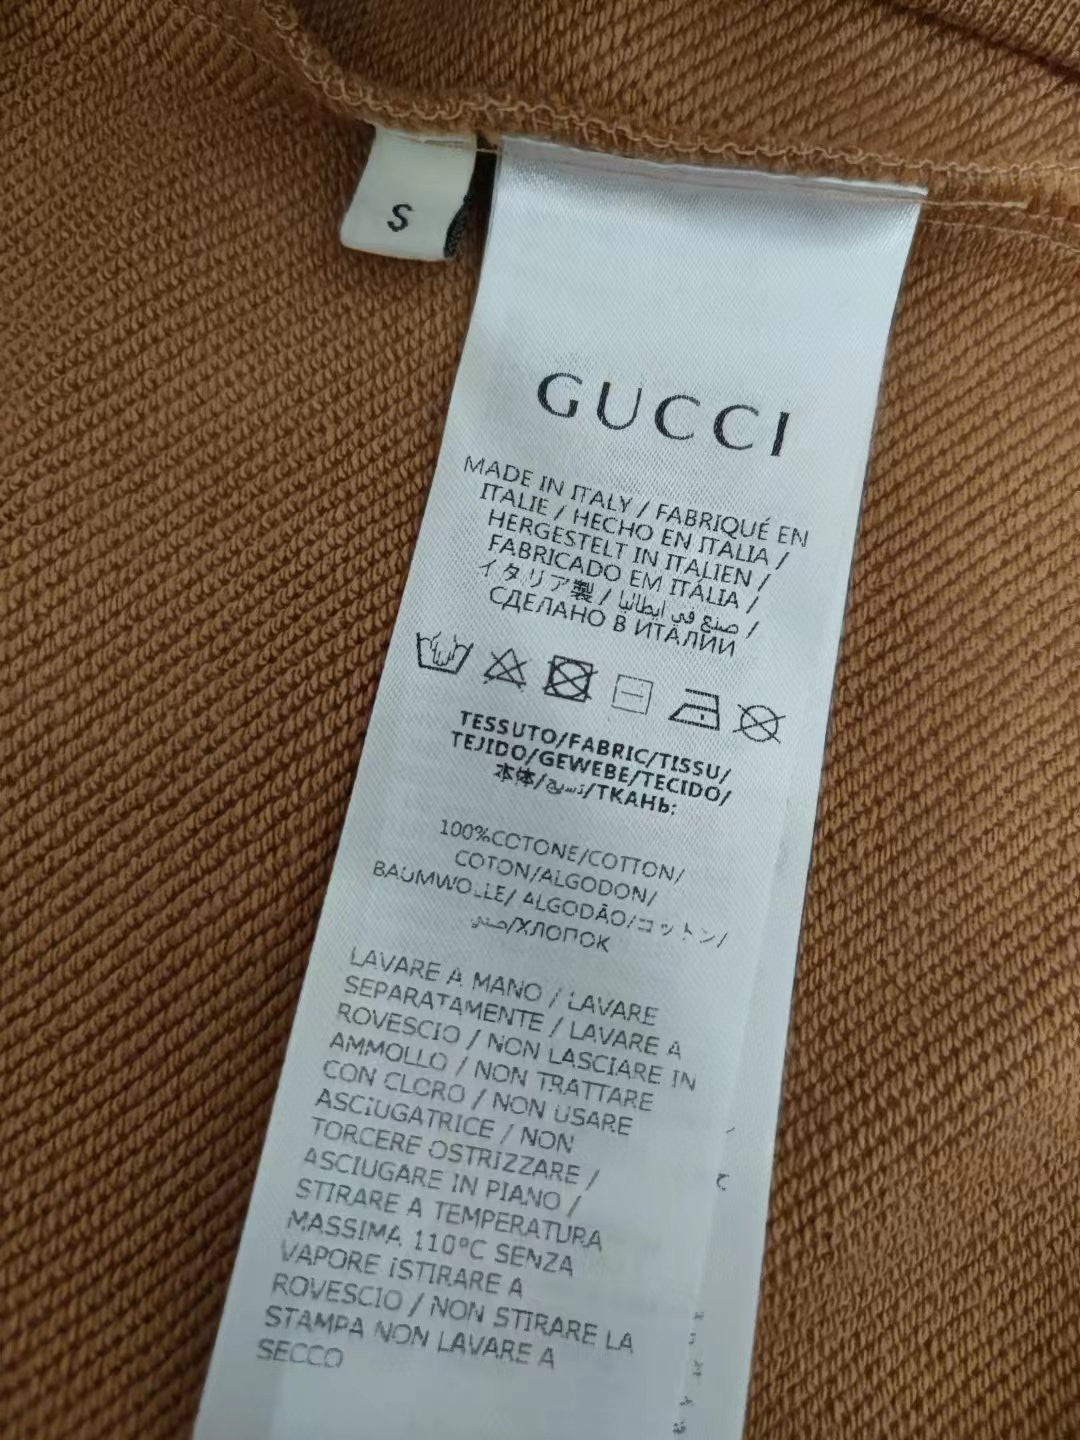 S
GUCCI
MADE IN ITALY / FABRIQUÉ EN
ITALIE / HECHO EN ITALIA /
HERGESTELT IN ITALIEN /
FABRICADO EM ITÁLIA /
イタリア製 / صنع في ايطاليا /
СДЕЛАНО В ИТАЛИИ
TESSUTO/FABRIC/TISSU/
TEJIDO/GEWEBE/TECIDO/
本体/نسيج/ТКАНЬ:
100%COTONE/COTTON/
COTON/ALGODON/
BAUMWOLLE/ ALGODÃO/コットン/
/ХЛОПОК
LAVARE A MANO / LAVARE
SEPARATAMENTE / LAVARE A
ROVESCIO / NON LASCIARE IN
AMMOLLO / NON TRATTARE
CON CLORO / NON USARE
ASCIUGATRICE / NON
TORCERE OSTRIZZARE /
ASCIUGARE IN PIANO /
STIRARE A TEMPERATURA
MASSIMA 110°C SENZA
VAPORE iSTIRARE A
ROVESCIO / NON STIRARE LA
STAMPA NON LAVARE A
SECCO